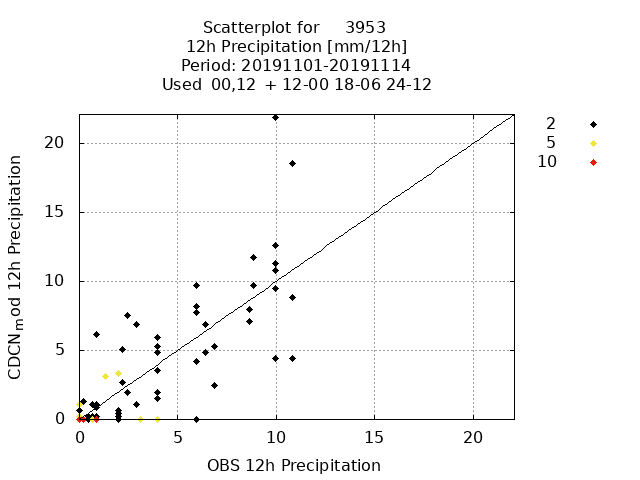 Scatterplot for 3953
12h Precipitation [mm/12h]
Period: 20191101-20191114
Used 00,12 + 12-00 18-06 24-12
2
5
10
20
15
10
5
0
CDCNmod 12h Precipitation
0 5 10 15 20
OBS 12h Precipitation